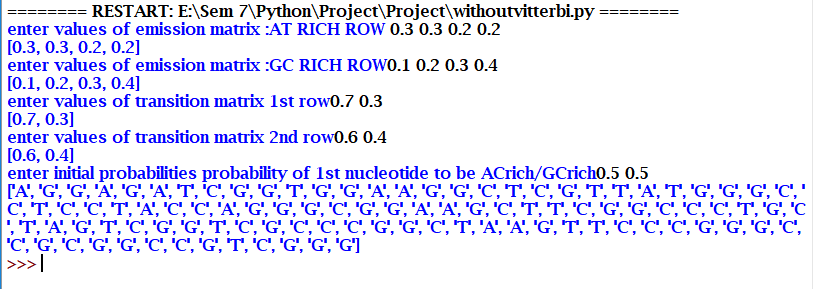 ======== RESTART: E:\Sem 7\Python\Project\Project\withoutvitterbi.py ========
enter values of emission matrix :AT RICH ROW 0.3 0.3 0.2 0.2
[0.3, 0.3, 0.2, 0.2]
enter values of emission matrix :GC RICH ROW0.1 0.2 0.3 0.4
[0.1, 0.2, 0.3, 0.4]
enter values of transition matrix 1st row0.7 0.3
[0.7, 0.3]
enter values of transition matrix 2nd row0.6 0.4
[0.6, 0.4]
enter initial probabilities probability of 1st nucleotide to be ACrich/GCrich0.5 0.5
['A', 'G', 'G', 'A', 'G', 'A', 'T', 'C', 'G', 'G', 'T', 'G', 'G', 'A', 'A', 'G', 'G', 'C', 'T', 'C', 'G', 'T', 'T', 'A', 'T', 'G', 'G', 'G', 'C', '
C', 'T', 'C', 'C', 'T', 'A', 'C', 'C', 'A', 'G', 'G', 'G', 'C', 'G', 'G', 'A', 'A', 'G', 'C', 'T', 'T', 'C', 'G', 'G', 'C', 'C', 'C', 'T', 'G', 'C
', 'T', 'A', 'G', 'T', 'C', 'G', 'G', 'T', 'C', 'G', 'C', 'C', 'C', 'G', 'G', 'C', 'T', 'A', 'A', 'G', 'T', 'T', 'C', 'C', 'C', 'G', 'G', 'G', 'C',
'C', 'G', 'C', 'G', 'G', 'C', 'C', 'G', 'T', 'C', 'G', 'G', 'G']
>>>